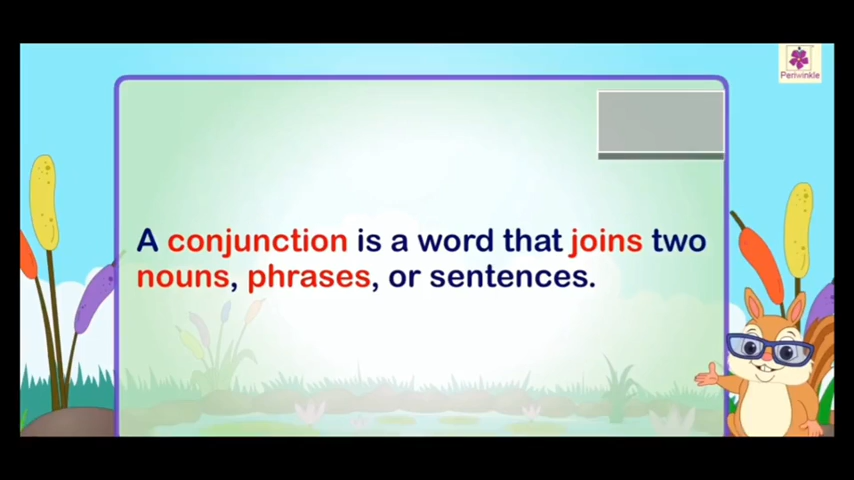 Periwinkle
A conjunction is a word that joins two
nouns, phrases, or sentences.